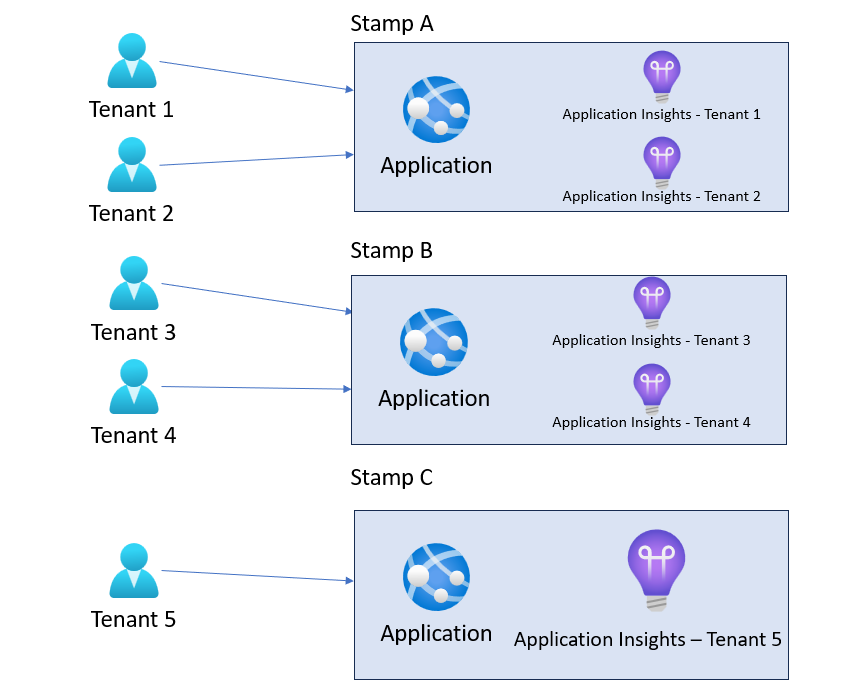 Stamp A
Tenant 1
Application Insights - Tenant 1
Application
Tenant 2
Application Insights - Tenant 2
Stamp B
Tenant 3
Application Insights - Tenant 3
Application
Tenant 4
Application Insights - Tenant 4
Stamp C
Tenant 5
Application
Application Insights – Tenant 5